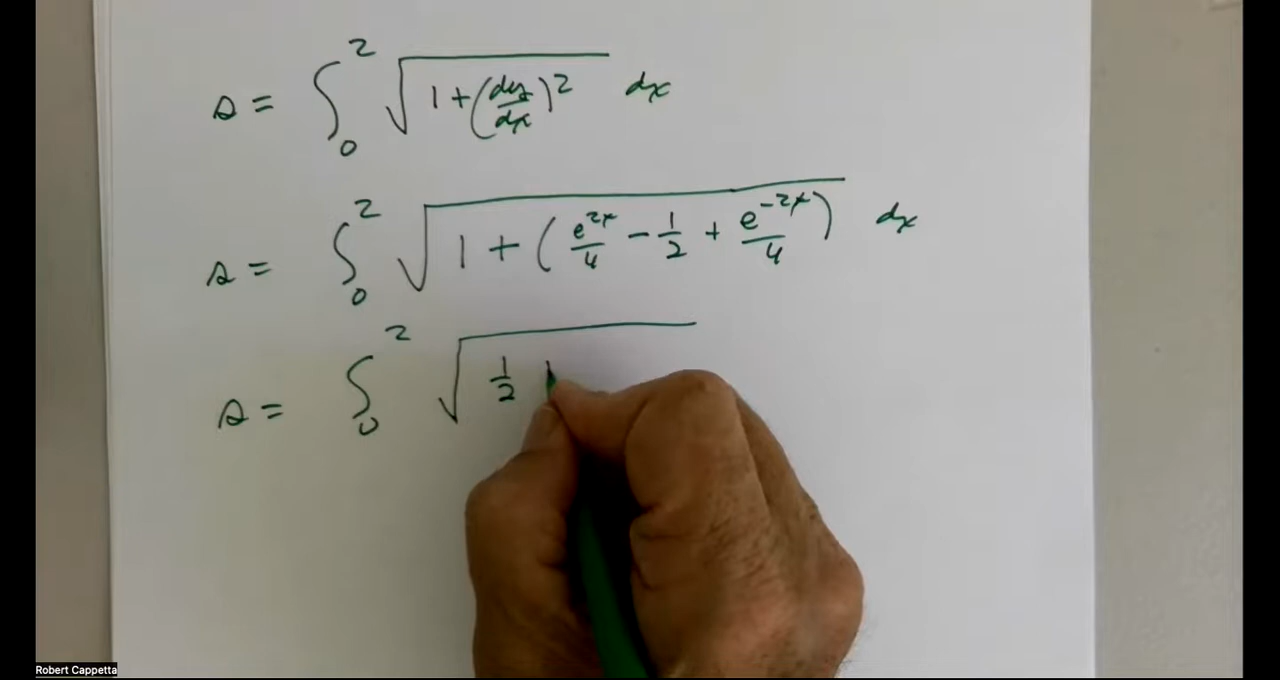 s = ∫₀² √(1 + (dy/dx)²) dx
s = ∫₀² √(1 + (e^{2x}/4 − 1/2 + e^{−2x}/4)) dx
s = ∫₀² √(1/2
Robert Cappetta